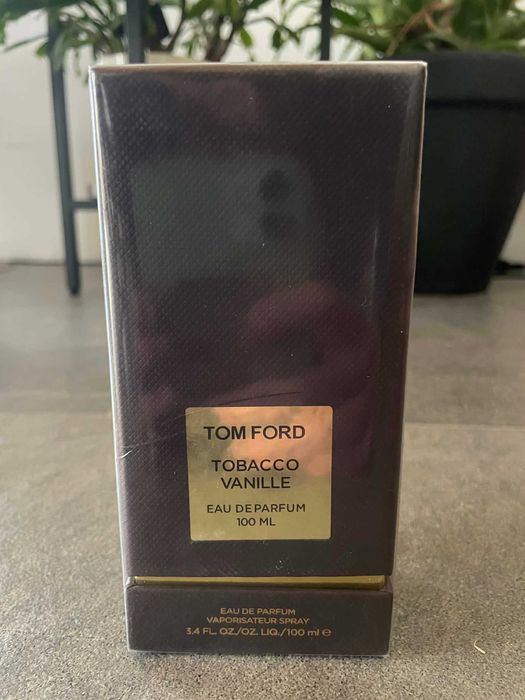 TOM FORD
TOBACCO
VANILLE
EAU DE PARFUM
100 ML
EAU DE PARFUM
VAPORISATEUR SPRAY
3.4 FL. OZ./OZ. LIQ./100 ml ℮